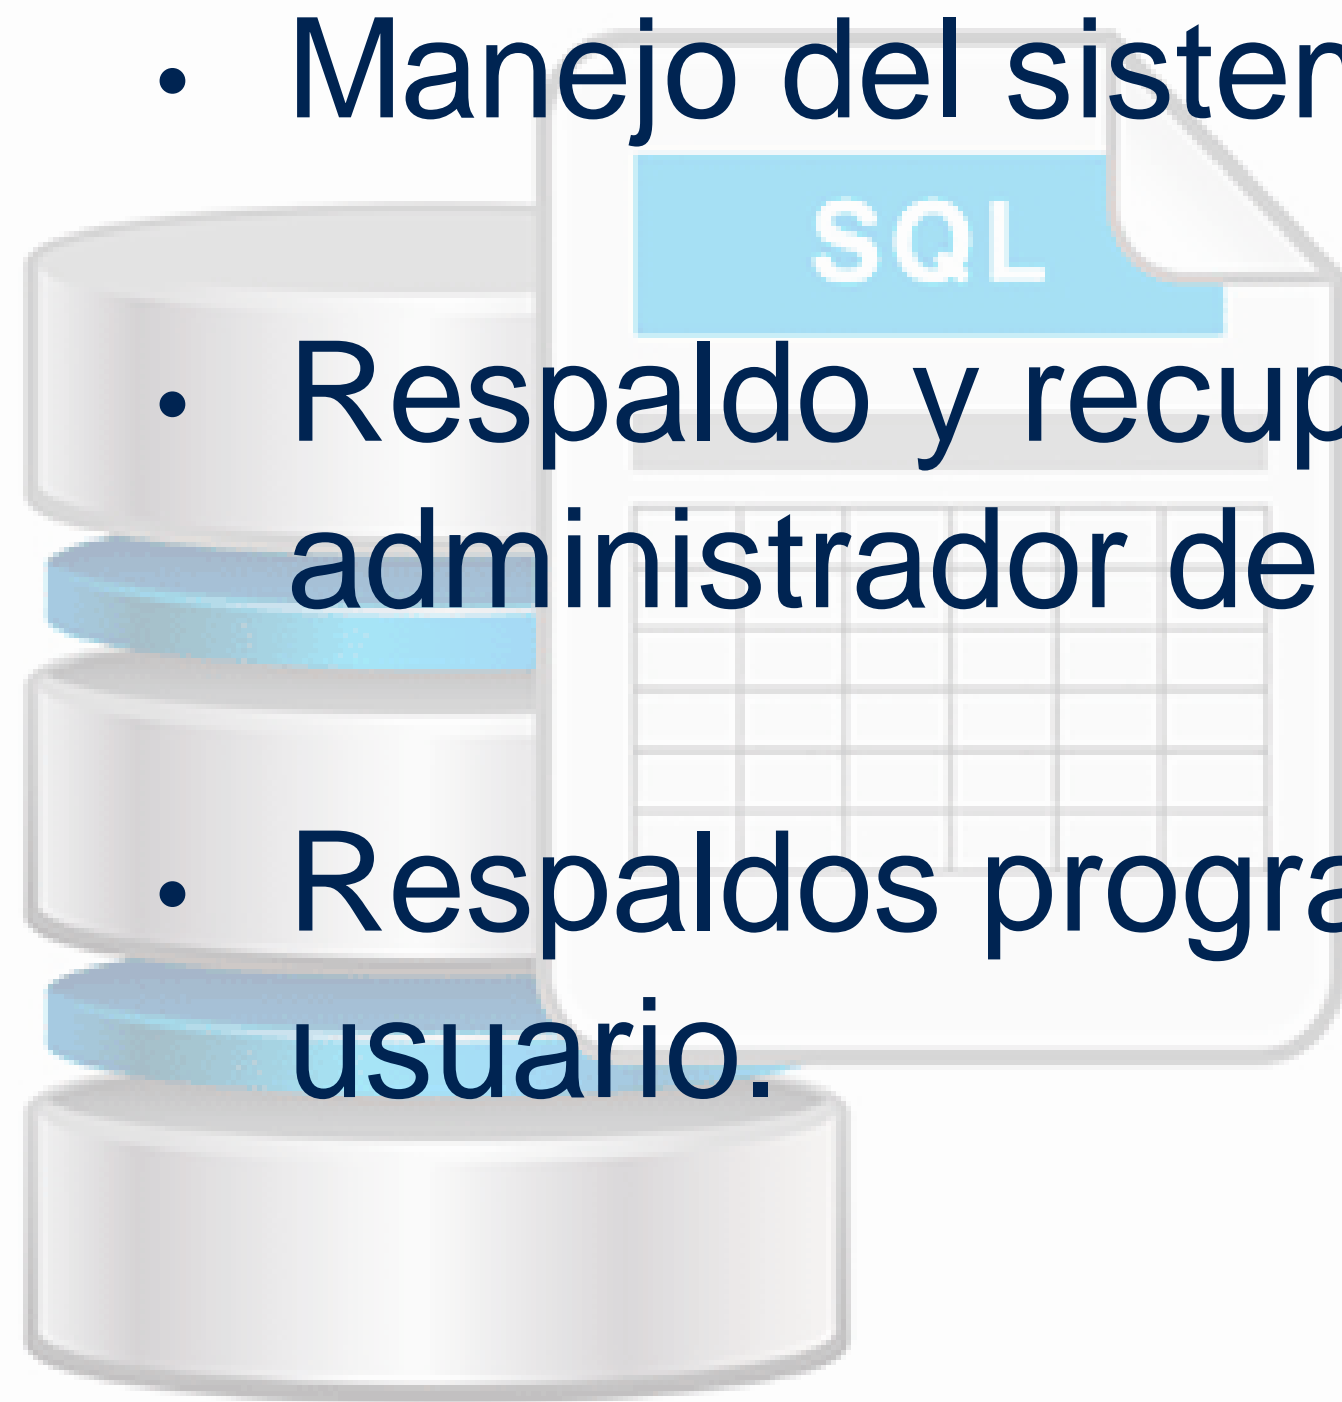 • Manejo del sister
SQL
• Respaldo y recup
administrador de
• Respaldos progra
usuario.